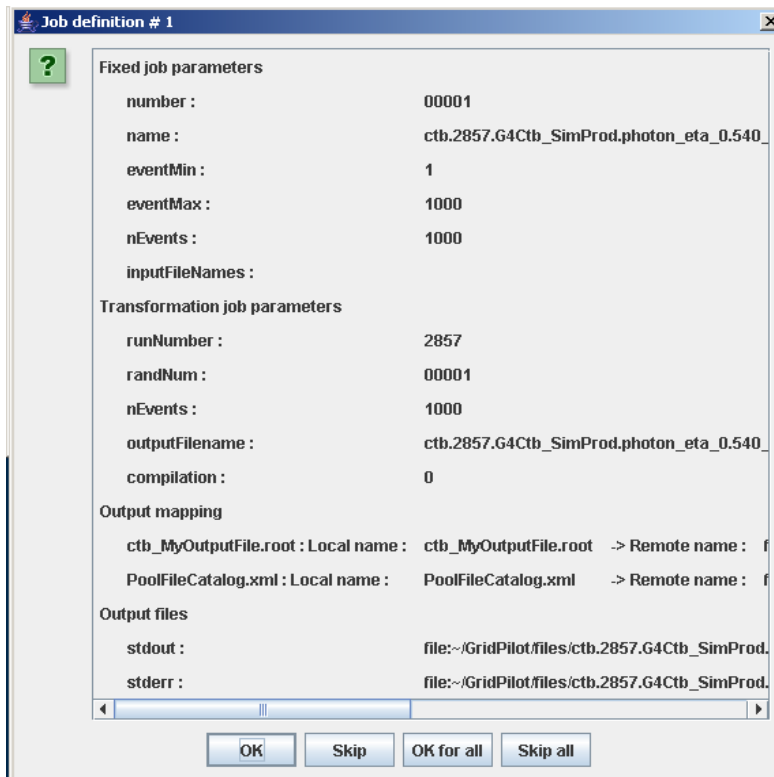 Job definition # 1
?
Fixed job parameters
number : 00001
name : ctb.2857.G4Ctb_SimProd.photon_eta_0.540_
eventMin : 1
eventMax : 1000
nEvents : 1000
inputFileNames :
Transformation job parameters
runNumber : 2857
randNum : 00001
nEvents : 1000
outputFilename : ctb.2857.G4Ctb_SimProd.photon_eta_0.540_
compilation : 0
Output mapping
ctb_MyOutputFile.root : Local name : ctb_MyOutputFile.root -> Remote name : f
PoolFileCatalog.xml : Local name : PoolFileCatalog.xml -> Remote name : f
Output files
stdout : file:~/GridPilot/files/ctb.2857.G4Ctb_SimProd.
stderr : file:~/GridPilot/files/ctb.2857.G4Ctb_SimProd.
OK Skip OK for all Skip all